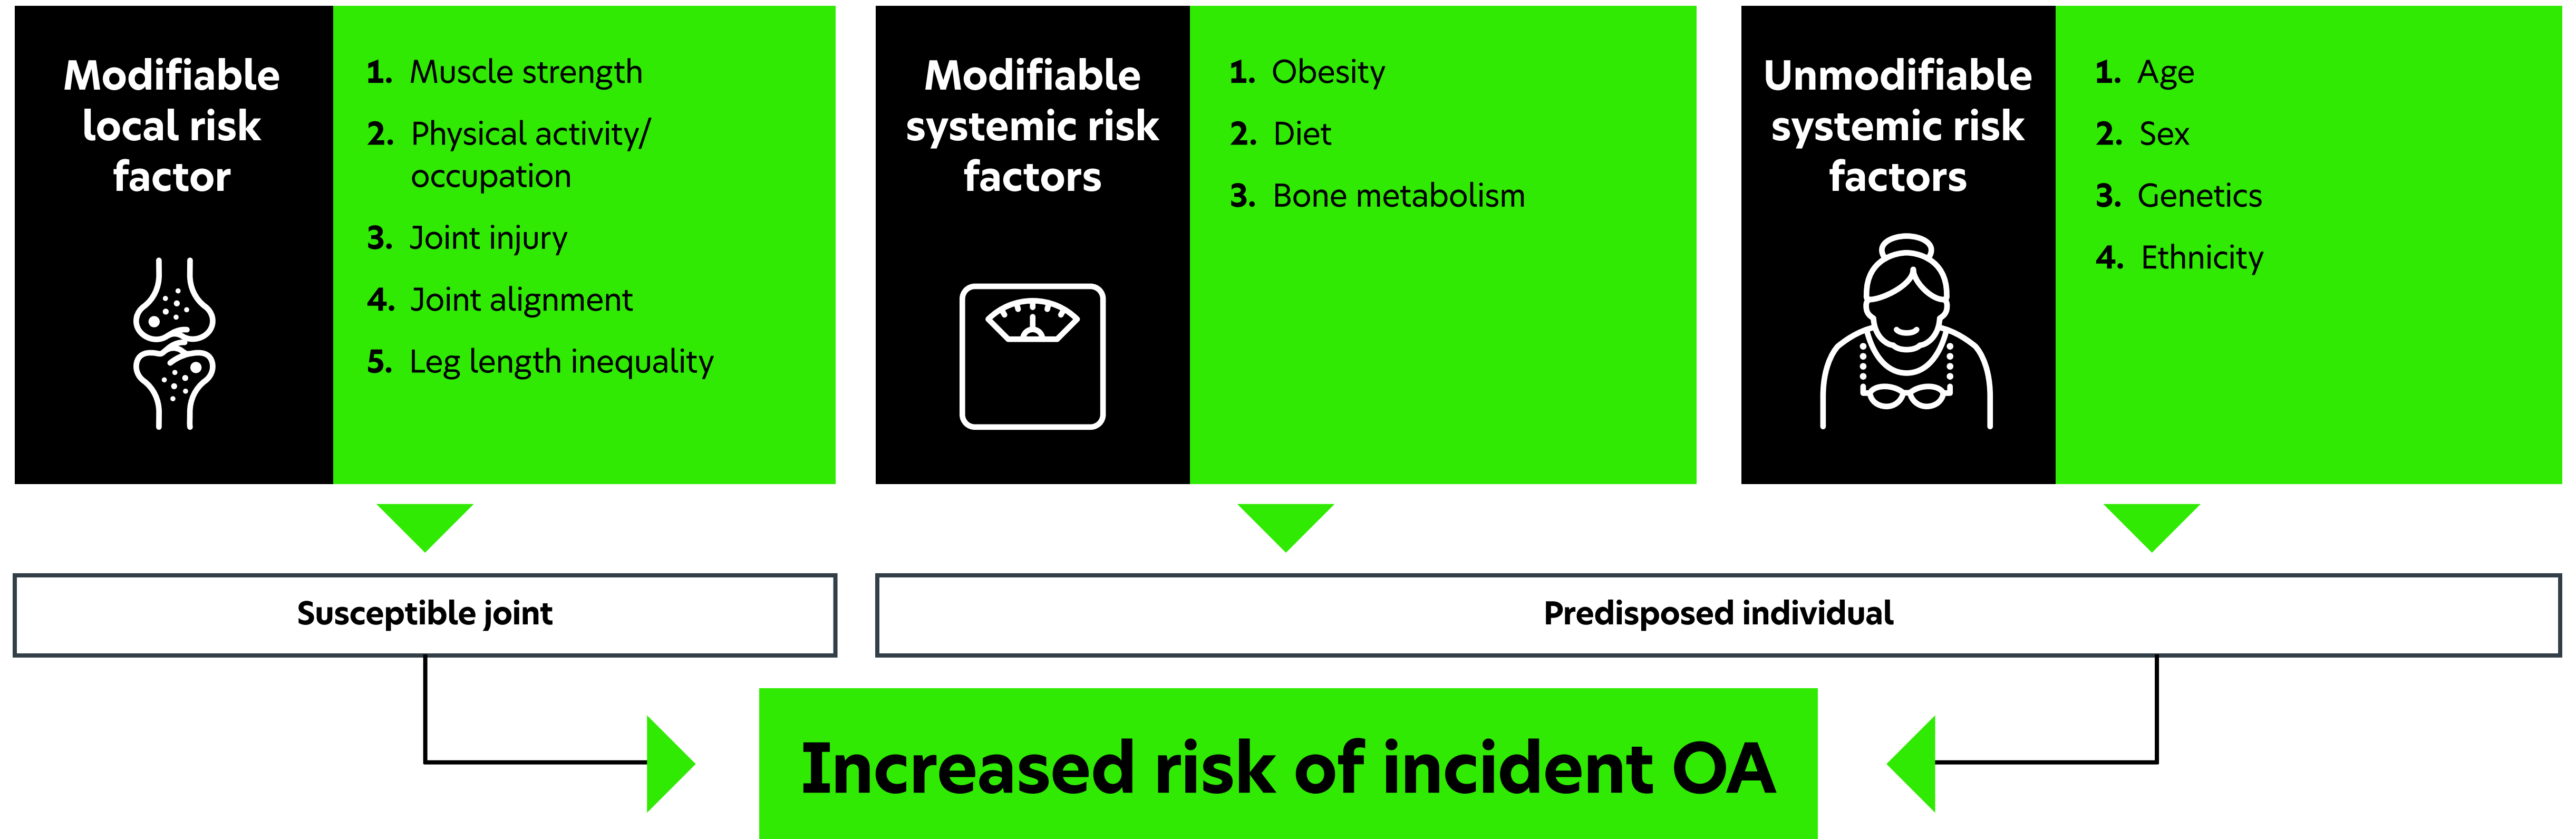 Modifiable
local risk
factor
1. Muscle strength
2. Physical activity/
occupation
3. Joint injury
4. Joint alignment
5. Leg length inequality
Modifiable
systemic risk
factors
1. Obesity
2. Diet
3. Bone metabolism
Unmodifiable
systemic risk
factors
1. Age
2. Sex
3. Genetics
4. Ethnicity
Susceptible joint
Predisposed individual
Increased risk of incident OA